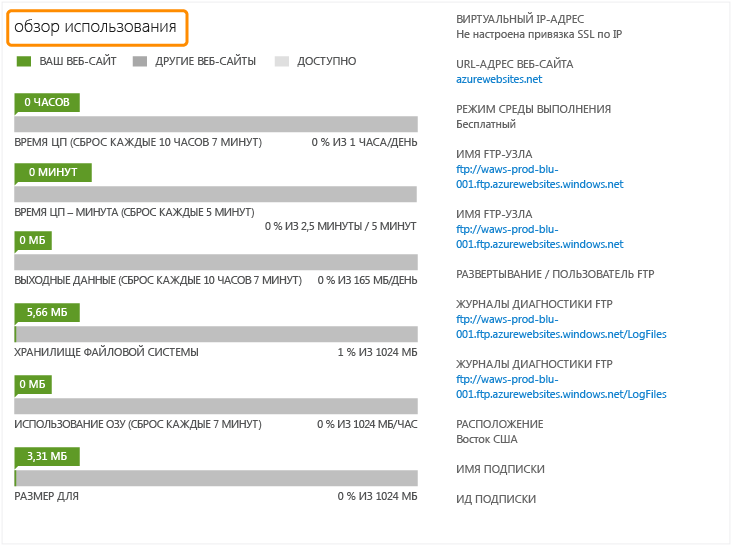 обзор использования
ВАШ ВЕБ-САЙТ ДРУГИЕ ВЕБ-САЙТЫ ДОСТУПНО
0 ЧАСОВ
ВРЕМЯ ЦП (СБРОС КАЖДЫЕ 10 ЧАСОВ 7 МИНУТ) 0 % ИЗ 1 ЧАСА/ДЕНЬ
0 МИНУТ
ВРЕМЯ ЦП – МИНУТА (СБРОС КАЖДЫЕ 5 МИНУТ)
0 % ИЗ 2,5 МИНУТЫ / 5 МИНУТ
0 МБ
ВЫХОДНЫЕ ДАННЫЕ (СБРОС КАЖДЫЕ 10 ЧАСОВ 7 МИНУТ) 0 % ИЗ 165 МБ/ДЕНЬ
5,66 МБ
ХРАНИЛИЩЕ ФАЙЛОВОЙ СИСТЕМЫ 1 % ИЗ 1024 МБ
0 МБ
ИСПОЛЬЗОВАНИЕ ОЗУ (СБРОС КАЖДЫЕ 7 МИНУТ) 0 % ИЗ 1024 МБ/ЧАС
3,31 МБ
РАЗМЕР ДЛЯ 0 % ИЗ 1024 МБ
ВИРТУАЛЬНЫЙ IP-АДРЕС
Не настроена привязка SSL по IP
URL-АДРЕС ВЕБ-САЙТА
azurewebsites.net
РЕЖИМ СРЕДЫ ВЫПОЛНЕНИЯ
Бесплатный
ИМЯ FTP-УЗЛА
ftp://waws-prod-blu-
001.ftp.azurewebsites.windows.net
ИМЯ FTP-УЗЛА
ftp://waws-prod-blu-
001.ftp.azurewebsites.windows.net
РАЗВЕРТЫВАНИЕ / ПОЛЬЗОВАТЕЛЬ FTP
ЖУРНАЛЫ ДИАГНОСТИКИ FTP
ftp://waws-prod-blu-
001.ftp.azurewebsites.windows.net/LogFiles
ЖУРНАЛЫ ДИАГНОСТИКИ FTP
ftp://waws-prod-blu-
001.ftp.azurewebsites.windows.net/LogFiles
РАСПОЛОЖЕНИЕ
Восток США
ИМЯ ПОДПИСКИ
ИД ПОДПИСКИ